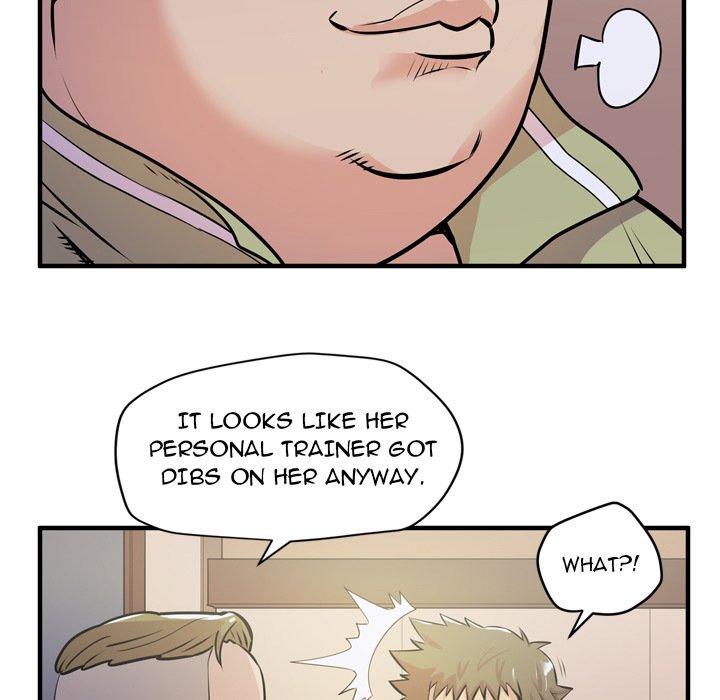 IT LOOKS LIKE HER
PERSONAL TRAINER GOT
DIBS ON HER ANYWAY.
WHAT?!